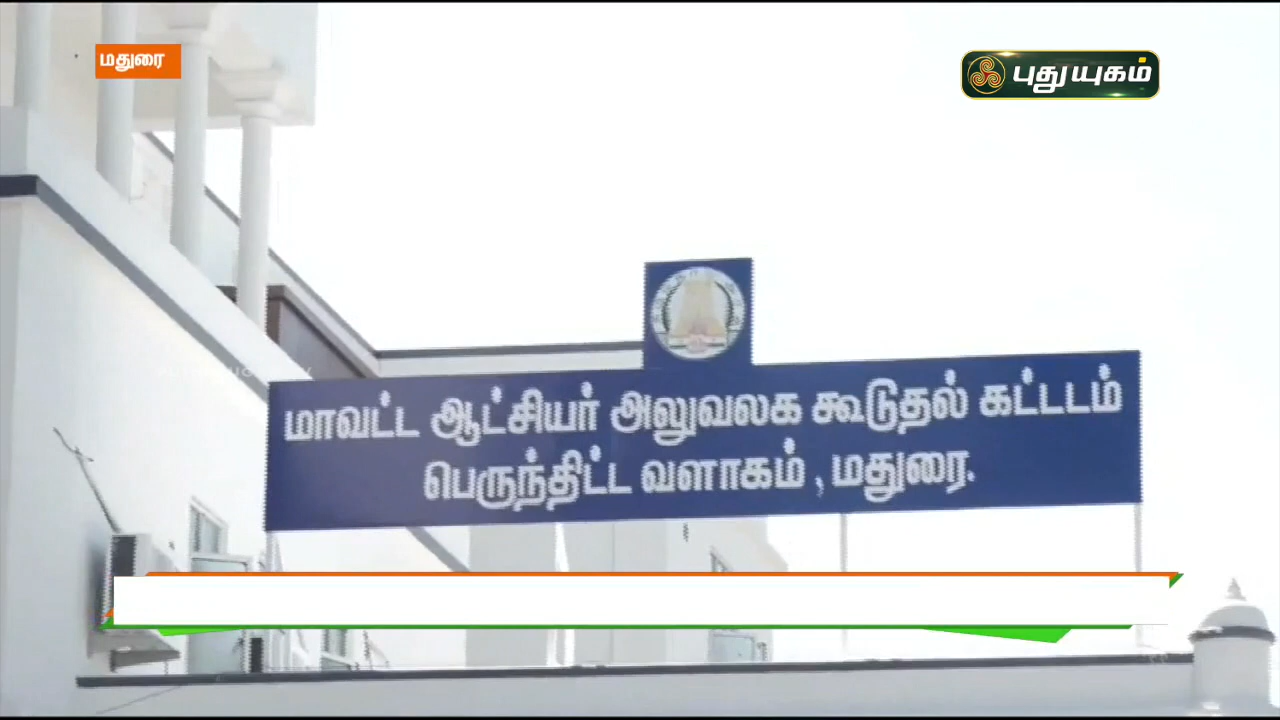 மதுரை
புதுயுகம்
மாவட்ட ஆட்சியர் அலுவலக கூடுதல் கட்டடம்
பெருந்திட்ட வளாகம் , மதுரை.